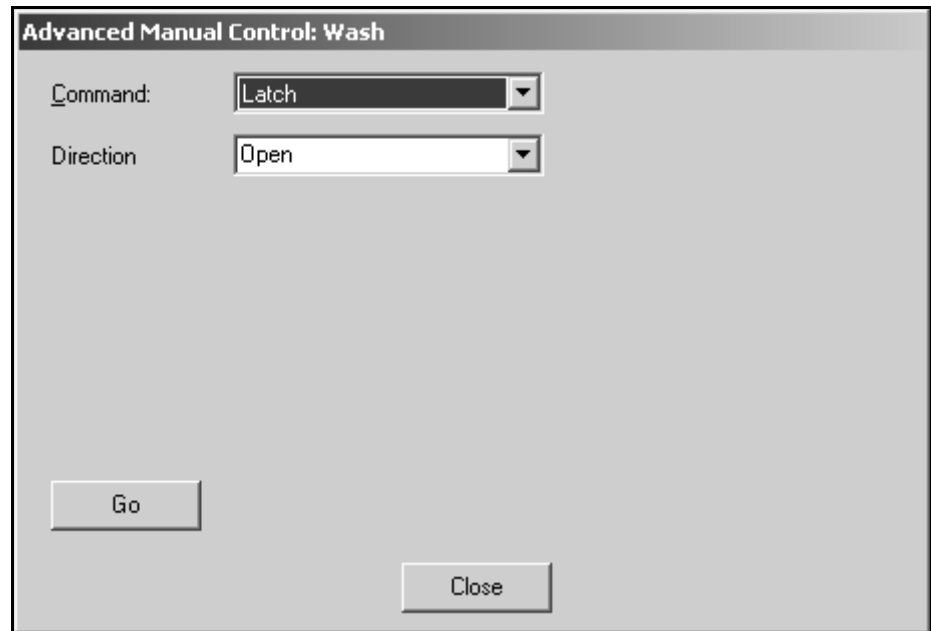 Advanced Manual Control: Wash
Command: Latch
Direction Open
Go
Close